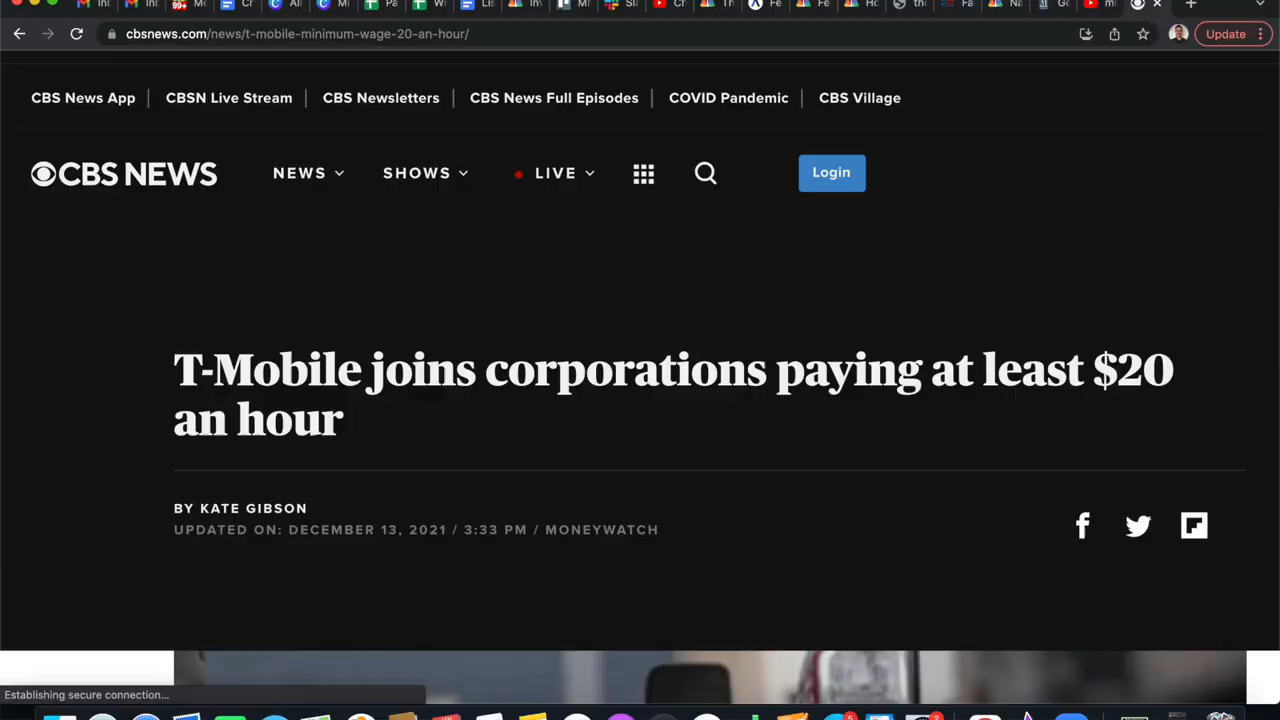 99+
cbsnews.com/news/t-mobile-minimum-wage-20-an-hour/
Update
CBS News App
CBSN Live Stream
CBS Newsletters
CBS News Full Episodes
COVID Pandemic
CBS Village
CBS NEWS
NEWS
SHOWS
LIVE
Login
T-Mobile joins corporations paying at least $20
an hour
BY KATE GIBSON
UPDATED ON: DECEMBER 13, 2021 / 3:33 PM / MONEYWATCH
Establishing secure connection...